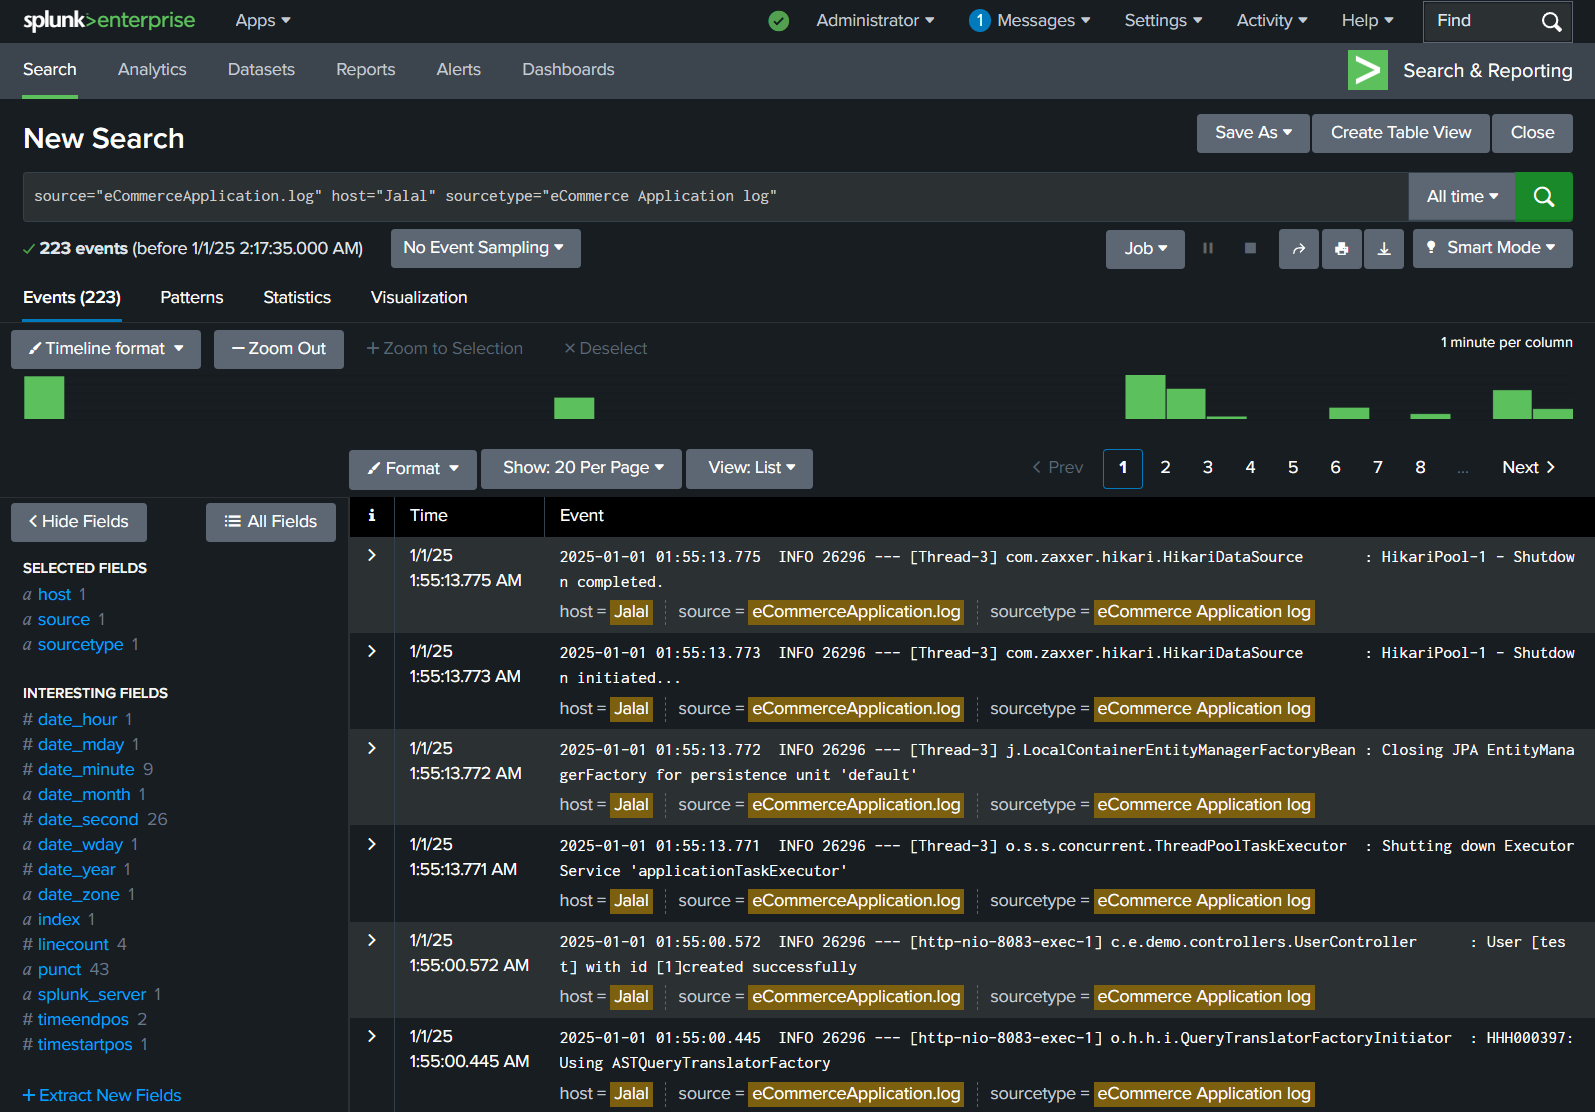 splunk>enterprise Apps Administrator 1 Messages Settings Activity Help Find
Search Analytics Datasets Reports Alerts Dashboards Search & Reporting
New Search Save As Create Table View Close
source="eCommerceApplication.log" host="Jalal" sourcetype="eCommerce Application log" All time
223 events (before 1/1/25 2:17:35.000 AM) No Event Sampling Job Smart Mode
Events (223) Patterns Statistics Visualization
Timeline format — Zoom Out + Zoom to Selection × Deselect 1 minute per column
Format Show: 20 Per Page View: List < Prev 1 2 3 4 5 6 7 8 ... Next >
< Hide Fields All Fields
SELECTED FIELDS
a host 1
a source 1
a sourcetype 1
INTERESTING FIELDS
# date_hour 1
# date_mday 1
# date_minute 9
a date_month 1
# date_second 26
a date_wday 1
# date_year 1
a date_zone 1
a index 1
# linecount 4
a punct 43
a splunk_server 1
# timeendpos 2
# timestartpos 1
+ Extract New Fields
i Time Event
> 1/1/25 2025-01-01 01:55:13.775 INFO 26296 --- [Thread-3] com.zaxxer.hikari.HikariDataSource : HikariPool-1 - Shutdow
1:55:13.775 AM n completed.
host = Jalal source = eCommerceApplication.log sourcetype = eCommerce Application log
> 1/1/25 2025-01-01 01:55:13.773 INFO 26296 --- [Thread-3] com.zaxxer.hikari.HikariDataSource : HikariPool-1 - Shutdow
1:55:13.773 AM n initiated...
host = Jalal source = eCommerceApplication.log sourcetype = eCommerce Application log
> 1/1/25 2025-01-01 01:55:13.772 INFO 26296 --- [Thread-3] j.LocalContainerEntityManagerFactoryBean : Closing JPA EntityMana
1:55:13.772 AM gerFactory for persistence unit 'default'
host = Jalal source = eCommerceApplication.log sourcetype = eCommerce Application log
> 1/1/25 2025-01-01 01:55:13.771 INFO 26296 --- [Thread-3] o.s.s.concurrent.ThreadPoolTaskExecutor : Shutting down Executor
1:55:13.771 AM Service 'applicationTaskExecutor'
host = Jalal source = eCommerceApplication.log sourcetype = eCommerce Application log
> 1/1/25 2025-01-01 01:55:00.572 INFO 26296 --- [http-nio-8083-exec-1] c.e.demo.controllers.UserController : User [tes
1:55:00.572 AM t] with id [1]created successfully
host = Jalal source = eCommerceApplication.log sourcetype = eCommerce Application log
> 1/1/25 2025-01-01 01:55:00.445 INFO 26296 --- [http-nio-8083-exec-1] o.h.h.i.QueryTranslatorFactoryInitiator : HHH000397:
1:55:00.445 AM Using ASTQueryTranslatorFactory
host = Jalal source = eCommerceApplication.log sourcetype = eCommerce Application log